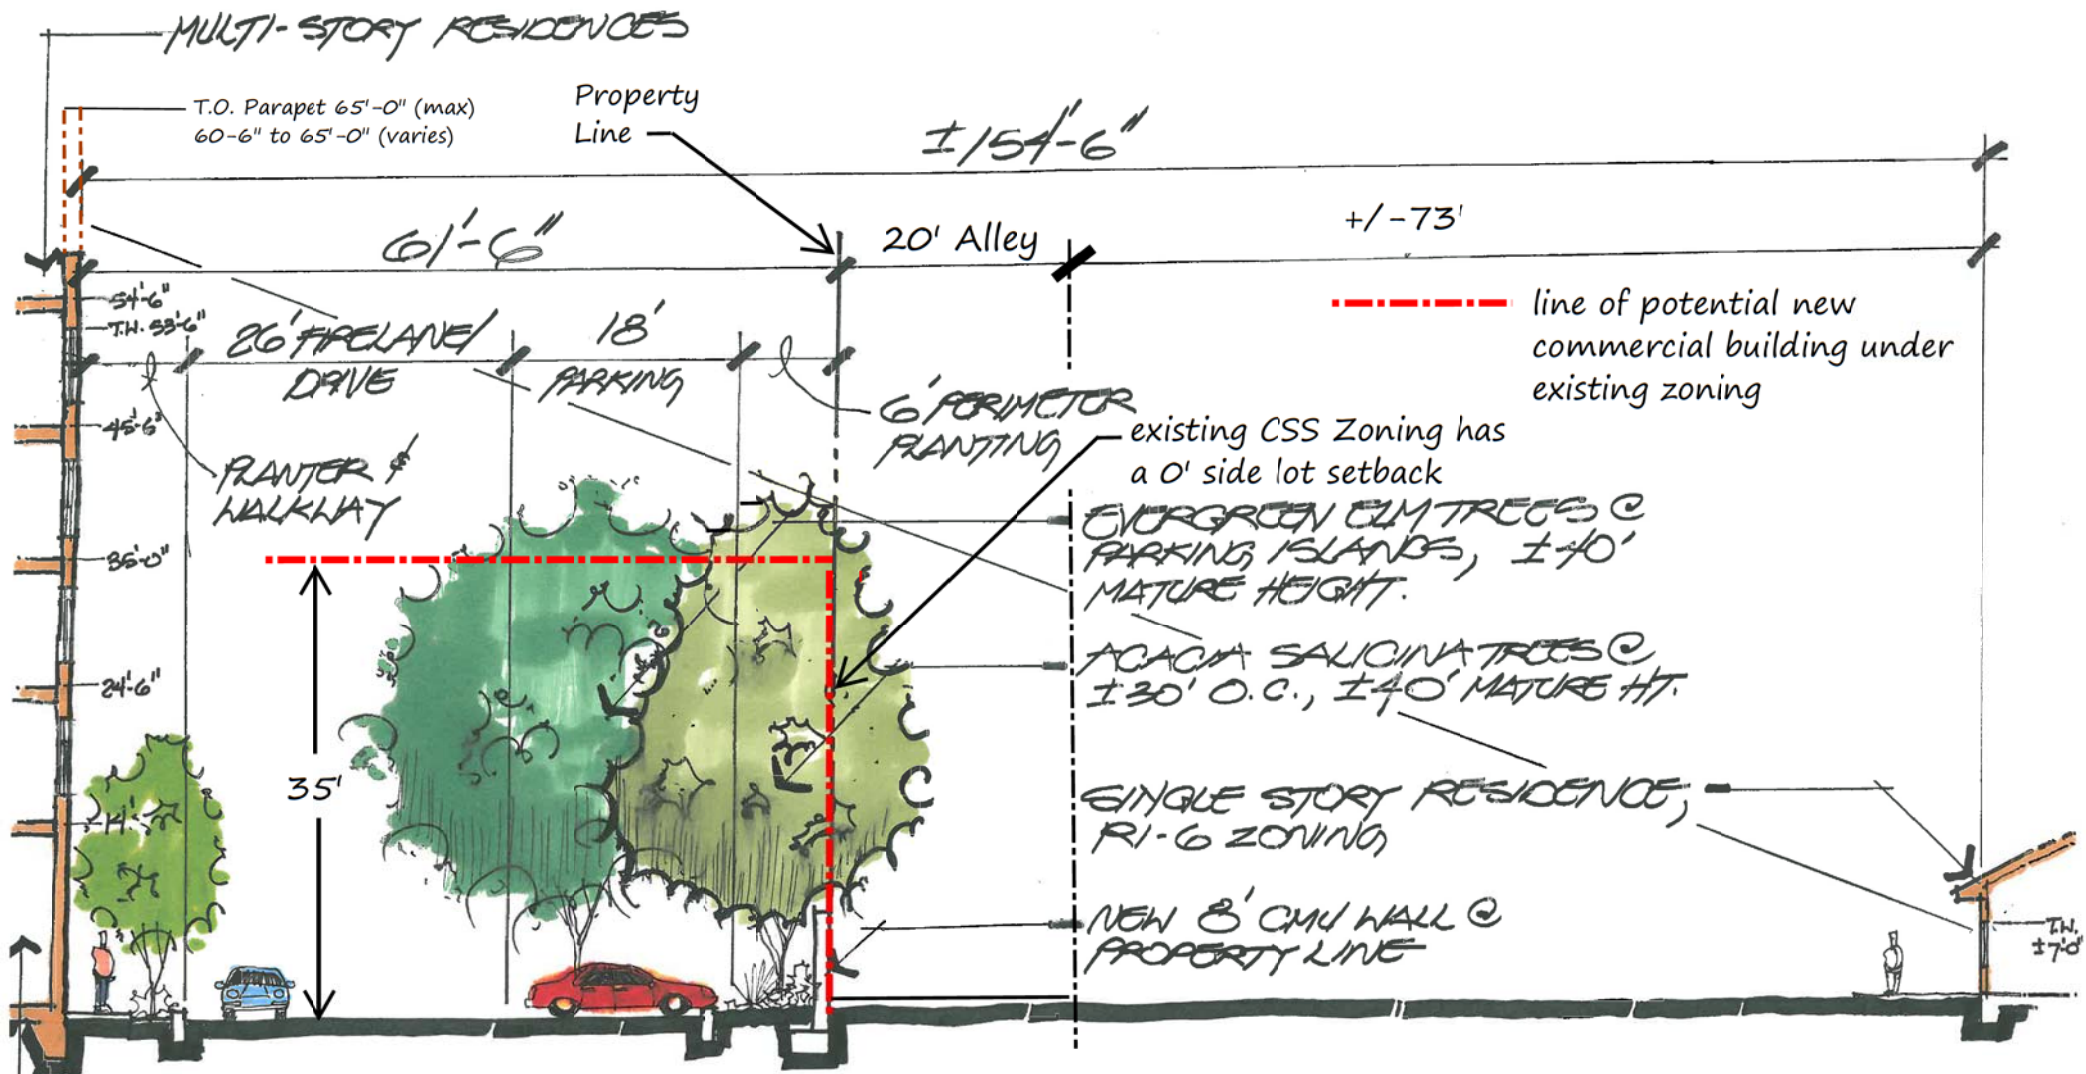 MULTI-STORY RESIDENCES
T.O. Parapet 65'-0" (max)
60-6" to 65'-0" (varies)
Property
Line
±154'-6"
61'-6"
20' Alley
+/-73'
line of potential new
commercial building under
existing zoning
54'-6"
T.W. 53'-6"
26' FIRELANE/
DRIVE
18'
PARKING
45'-6"
6' PERIMETER
PLANTING
existing CSS Zoning has
a 0' side lot setback
PLANTER &
WALKWAY
EVERGREEN ELM TREES @
PARKING ISLANDS, ±40'
MATURE HEIGHT.
35'-0"
ACACIA SALICINA TREES @
±30' O.C., ±40' MATURE HT.
24'-6"
35'
SINGLE STORY RESIDENCE,
R1-6 ZONING
14'
NEW 8' CMU WALL @
PROPERTY LINE
T.W.
±7'0"